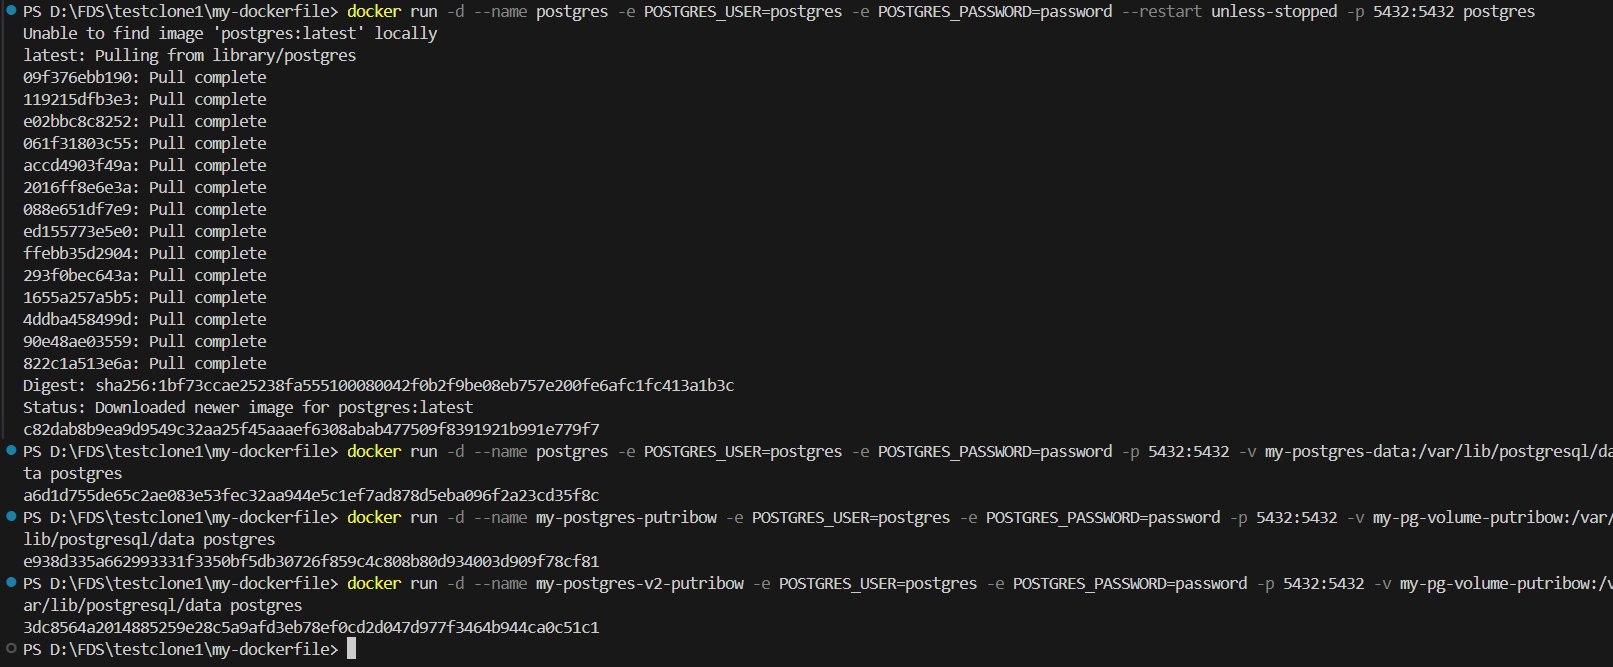 PS D:\FDS\testclone1\my-dockerfile> docker run -d --name postgres -e POSTGRES_USER=postgres -e POSTGRES_PASSWORD=password --restart unless-stopped -p 5432:5432 postgres
Unable to find image 'postgres:latest' locally
latest: Pulling from library/postgres
09f376ebb190: Pull complete
119215dfb3e3: Pull complete
e02bbc8c8252: Pull complete
061f31803c55: Pull complete
accd4903f49a: Pull complete
2016ff8e6e3a: Pull complete
088e651df7e9: Pull complete
ed155773e5e0: Pull complete
ffebb35d2904: Pull complete
293f0bec643a: Pull complete
1655a257a5b5: Pull complete
4ddba458499d: Pull complete
90e48ae03559: Pull complete
822c1a513e6a: Pull complete
Digest: sha256:1bf73ccae25238fa555100080042f0b2f9be08eb757e200fe6afc1fc413a1b3c
Status: Downloaded newer image for postgres:latest
c82dab8b9ea9d9549c32aa25f45aaaef6308abab477509f8391921b991e779f7
PS D:\FDS\testclone1\my-dockerfile> docker run -d --name postgres -e POSTGRES_USER=postgres -e POSTGRES_PASSWORD=password -p 5432:5432 -v my-postgres-data:/var/lib/postgresql/da
ta postgres
a6d1d755de65c2ae083e53fec32aa944e5c1ef7ad878d5eba096f2a23cd35f8c
PS D:\FDS\testclone1\my-dockerfile> docker run -d --name my-postgres-putribow -e POSTGRES_USER=postgres -e POSTGRES_PASSWORD=password -p 5432:5432 -v my-pg-volume-putribow:/var/
lib/postgresql/data postgres
e938d335a662993331f3350bf5db30726f859c4c808b80d934003d909f78cf81
PS D:\FDS\testclone1\my-dockerfile> docker run -d --name my-postgres-v2-putribow -e POSTGRES_USER=postgres -e POSTGRES_PASSWORD=password -p 5432:5432 -v my-pg-volume-putribow:/v
ar/lib/postgresql/data postgres
3dc8564a2014885259e28c5a9afd3eb78ef0cd2d047d977f3464b944ca0c51c1
PS D:\FDS\testclone1\my-dockerfile>